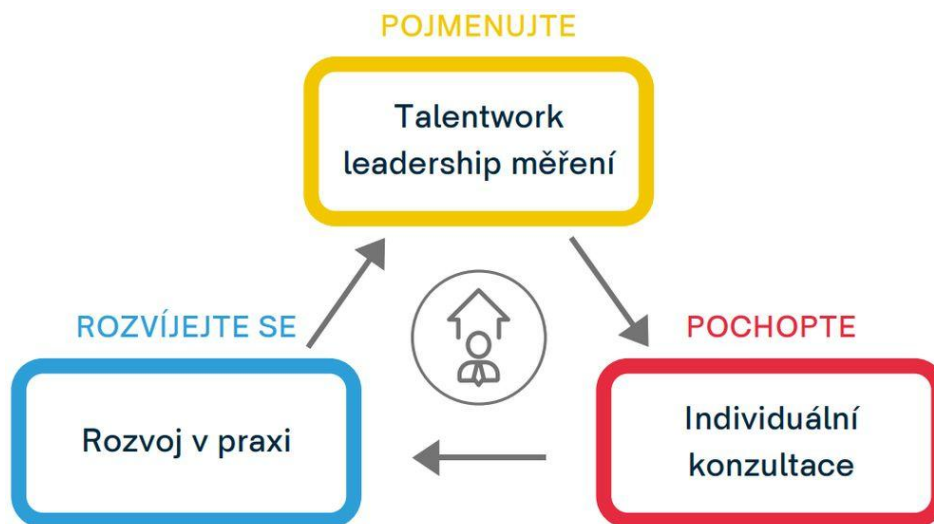 POJMENUJTE
Talentwork
leadership měření
ROZVÍJEJTE SE
POCHOPTE
Rozvoj v praxi
Individuální
konzultace